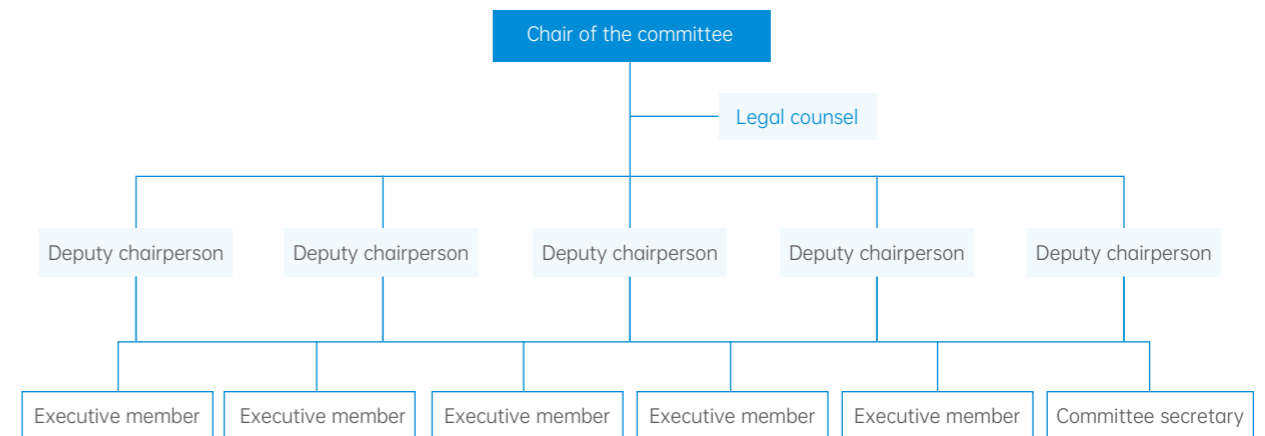 Chair of the committee
Legal counsel
Deputy chairperson
Deputy chairperson
Deputy chairperson
Deputy chairperson
Deputy chairperson
Executive member
Executive member
Executive member
Executive member
Executive member
Committee secretary